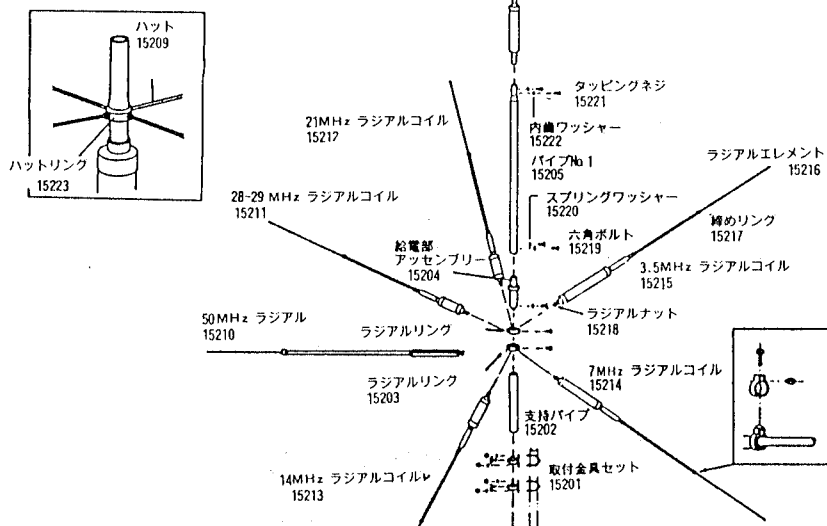 ハット
15209
ハットリング
15223
タッピングネジ
15221
21MHz ラジアルコイル
15212
内歯ワッシャー
15222
パイプNo.1
15205
ラジアルエレメント
15216
28-29 MHz ラジアルコイル
15211
スプリングワッシャー
15220
締めリング
15217
六角ボルト
15219
給電部
アッセンブリー
15204
3.5MHz ラジアルコイル
15215
ラジアルナット
15218
50MHz ラジアル
15210
ラジアルリング
ラジアルリング
15203
7MHz ラジアルコイル
15214
支持パイプ
15202
14MHz ラジアルコイル
15213
取付金具セット
15201